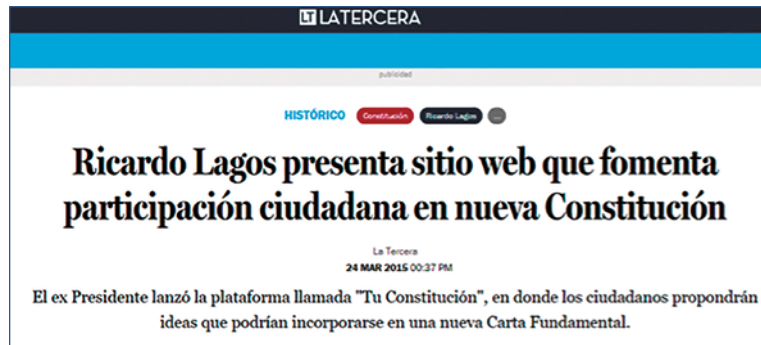 LT LATERCERA
publicidad
HISTÓRICO Constitución Ricardo Lagos ...
Ricardo Lagos presenta sitio web que fomenta
participación ciudadana en nueva Constitución
La Tercera
24 MAR 2015 00:37 PM
El ex Presidente lanzó la plataforma llamada "Tu Constitución", en donde los ciudadanos propondrán
ideas que podrían incorporarse en una nueva Carta Fundamental.